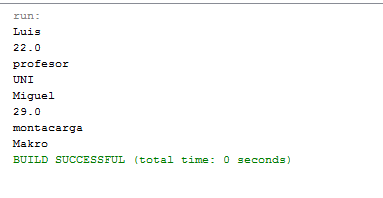 run:
Luis
22.0
profesor
UNI
Miguel
29.0
montacarga
Makro
BUILD SUCCESSFUL (total time: 0 seconds)